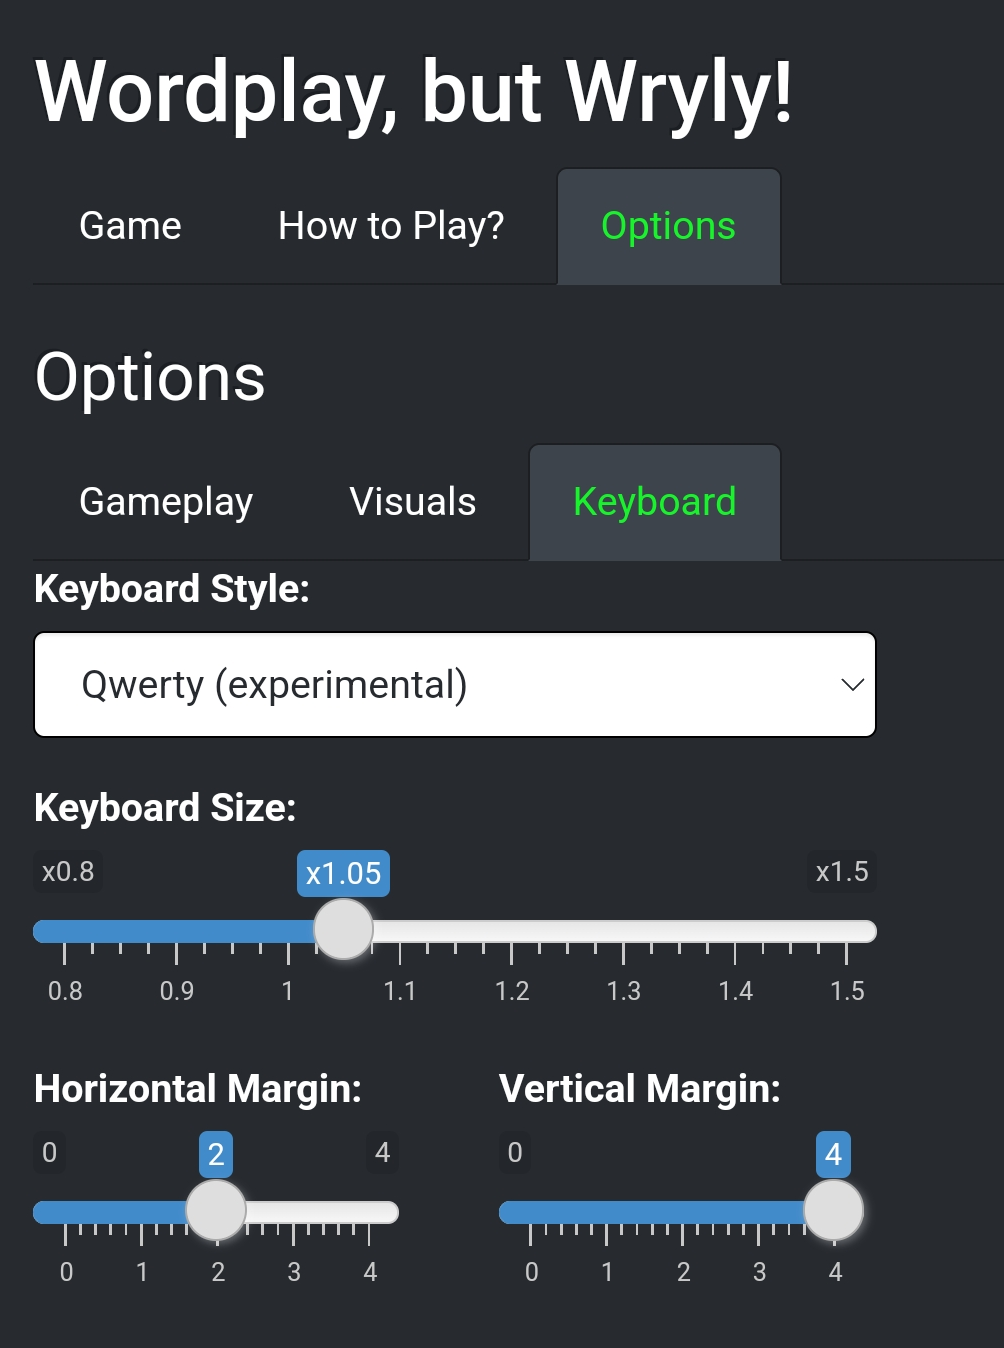 Wordplay, but Wryly!
Game How to Play? Options
Options
Gameplay Visuals Keyboard
Keyboard Style:
Qwerty (experimental)
Keyboard Size:
x0.8 x1.05 x1.5
0.8 0.9 1 1.1 1.2 1.3 1.4 1.5
Horizontal Margin: Vertical Margin:
0 2 4 0 4
0 1 2 3 4 0 1 2 3 4